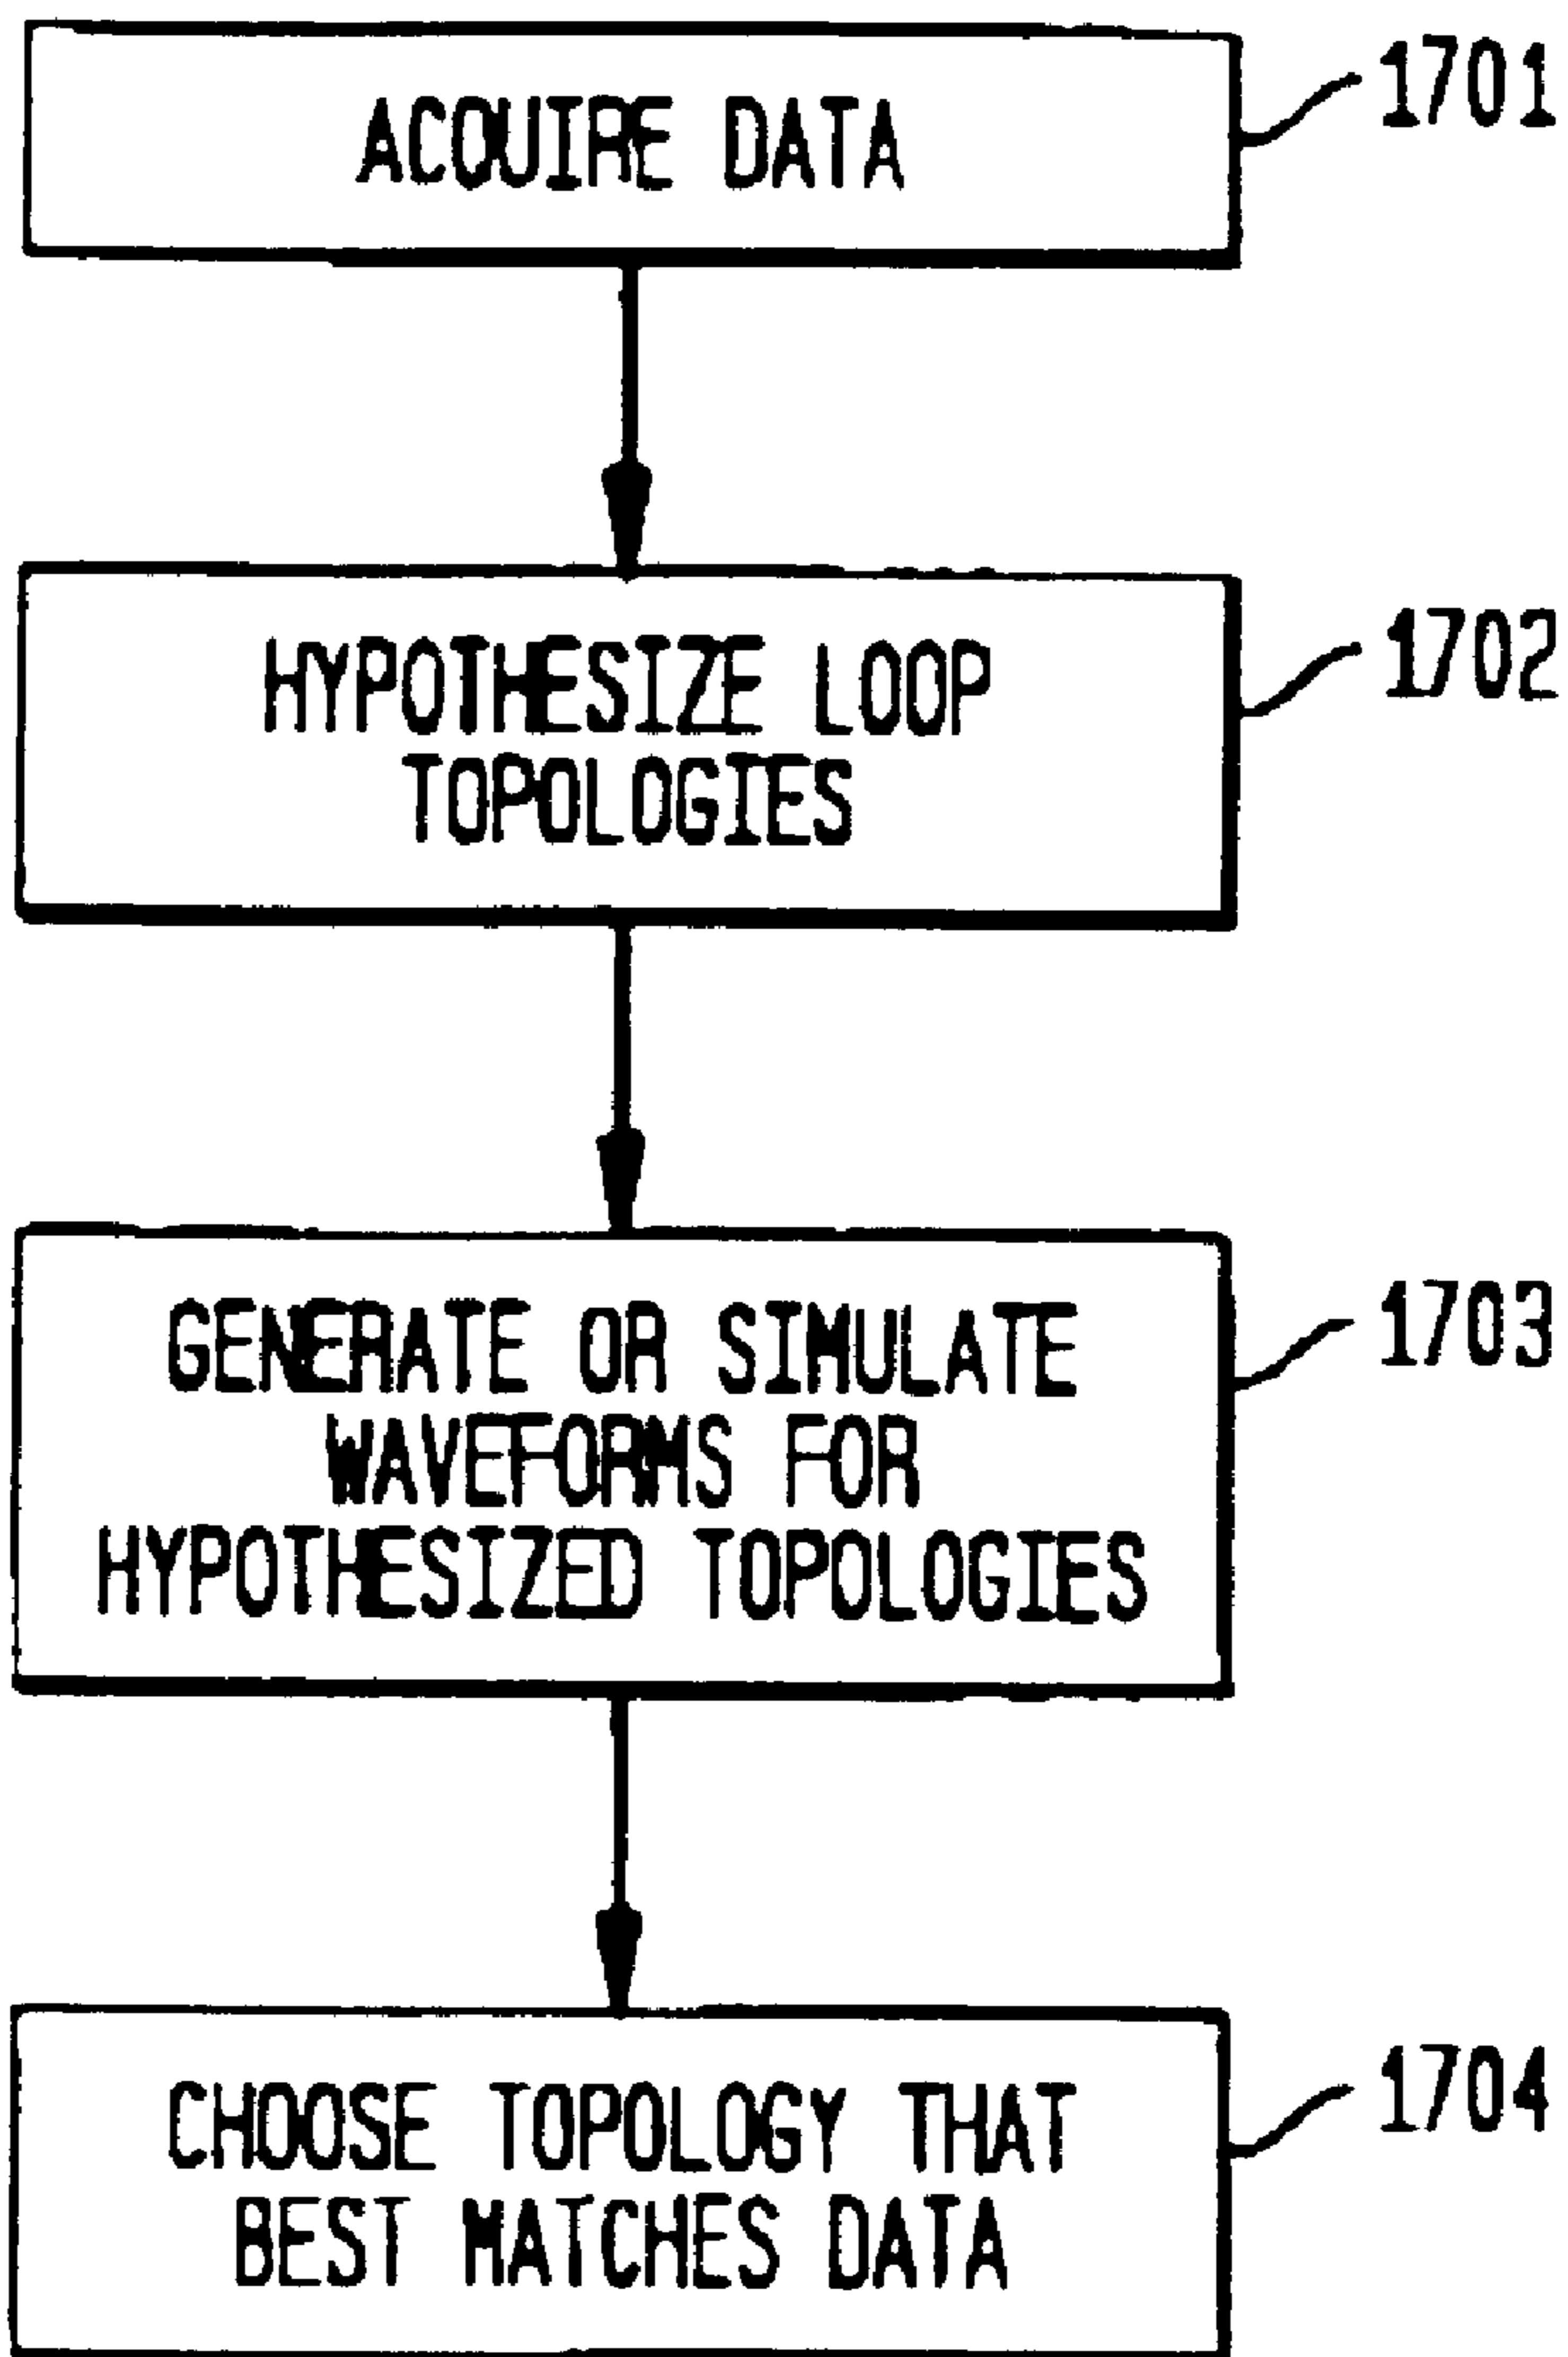 ACQUIRE DATA
1701
HYPOTHESIZE LOOP
TOPOLOGIES
1702
GENERATE OR SIMULATE
WAVEFORMS FOR
HYPOTHESIZED TOPOLOGIES
1703
CHOOSE TOPOLOGY THAT
BEST MATCHES DATA
1704